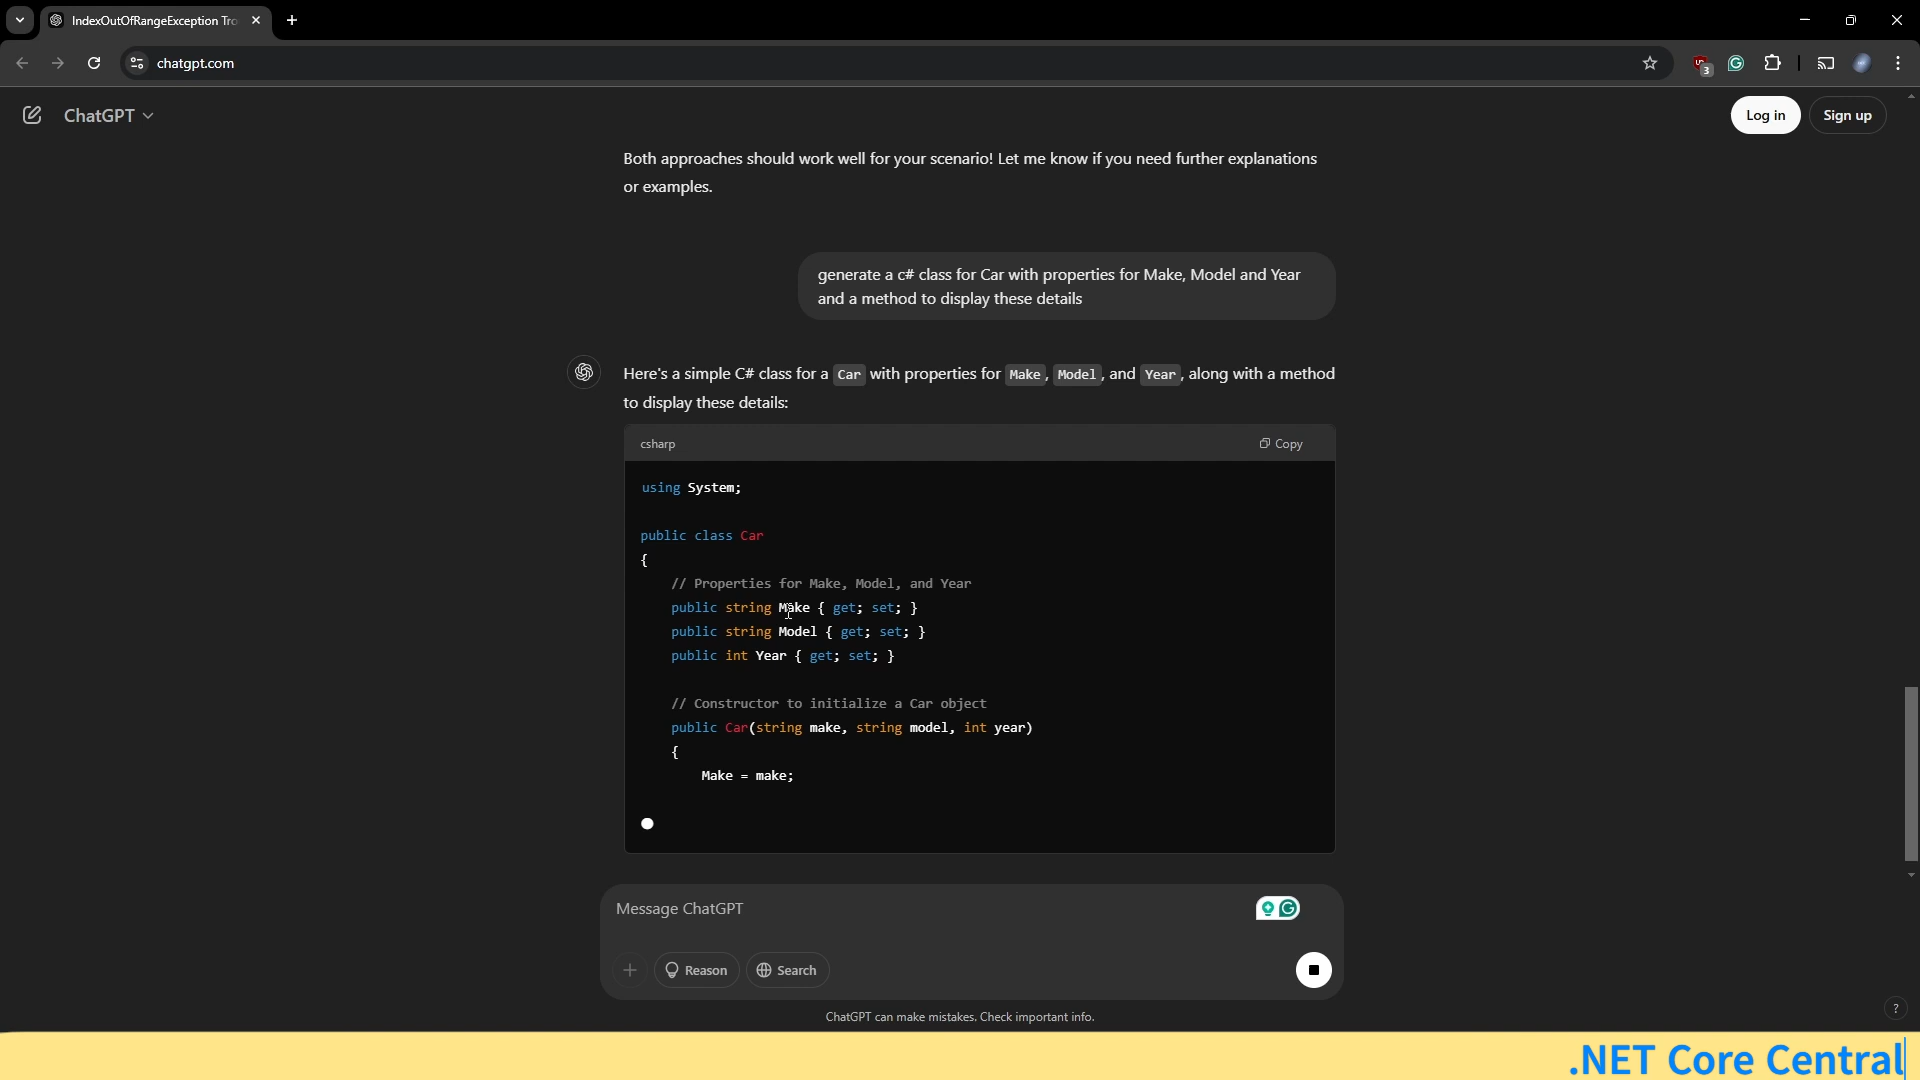 IndexOutOfRangeException Tro
chatgpt.com
3
ChatGPT
Log in
Sign up
Both approaches should work well for your scenario! Let me know if you need further explanations
or examples.
generate a c# class for Car with properties for Make, Model and Year
and a method to display these details
Here's a simple C# class for a Car with properties for Make, Model, and Year, along with a method
to display these details:
csharp
Copy
using System;
public class Car
{
// Properties for Make, Model, and Year
public string Make { get; set; }
public string Model { get; set; }
public int Year { get; set; }
// Constructor to initialize a Car object
public Car(string make, string model, int year)
{
Make = make;
Message ChatGPT
Reason
Search
ChatGPT can make mistakes. Check important info.
?
.NET Core Central